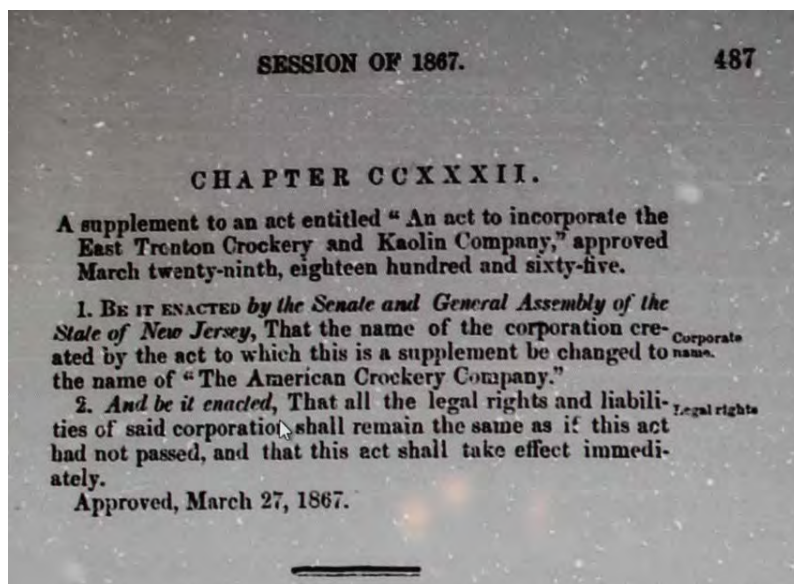 SESSION OF 1867. 487
CHAPTER CCXXXII.
A supplement to an act entitled “ An act to incorporate the
East Trenton Crockery and Kaolin Company,” approved
March twenty-ninth, eighteen hundred and sixty-five.
1. BE IT ENACTED by the Senate and General Assembly of the
State of New Jersey, That the name of the corporation cre-
ated by the act to which this is a supplement be changed to
the name of “ The American Crockery Company.”
Corporate
name.
2. And be it enacted, That all the legal rights and liabili-
ties of said corporation shall remain the same as if this act
had not passed, and that this act shall take effect immedi-
ately.
Legal rights
Approved, March 27, 1867.